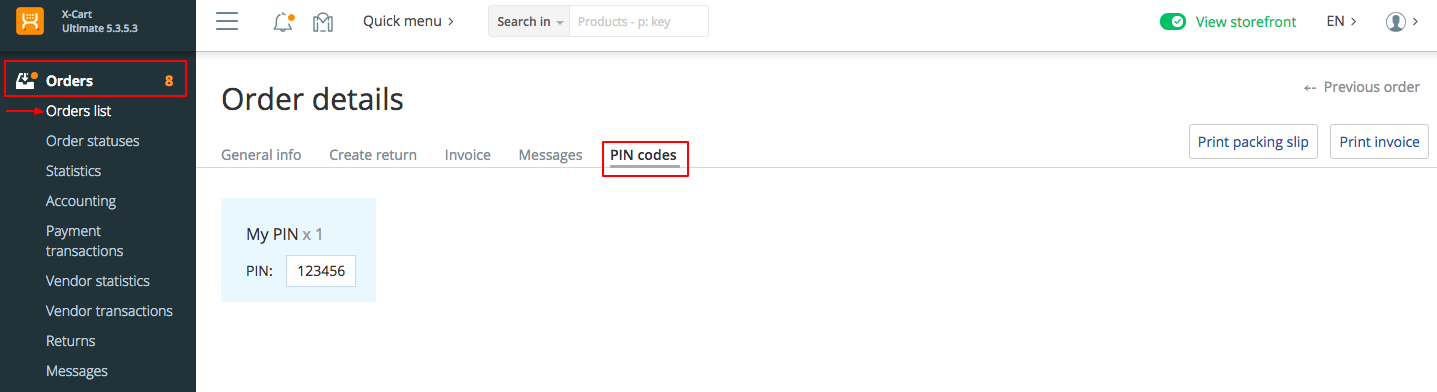 X-Cart
Ultimate 5.3.5.3
Quick menu
Search in
Products - p: key
View storefront
EN
Orders 8
Orders list
Order statuses
Statistics
Accounting
Payment
transactions
Vendor statistics
Vendor transactions
Returns
Messages
Order details
Previous order
General info
Create return
Invoice
Messages
PIN codes
Print packing slip
Print invoice
My PIN x 1
PIN: 123456